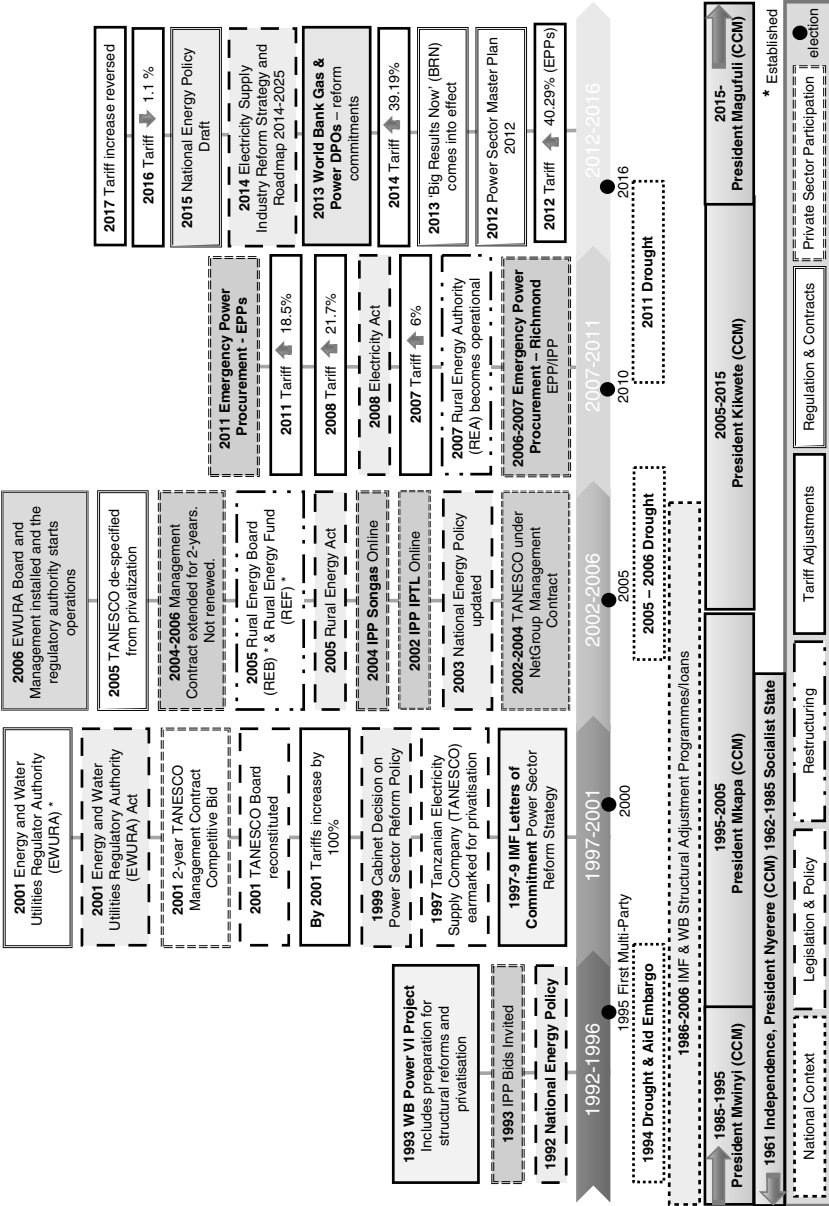 1993 WB Power VI Project
Includes preparation for
structural reforms and
privatisation
1993 IPP Bids Invited
1992 National Energy Policy
2001 Energy and Water
Utilities Regulator Authority
(EWURA) *
2001 Energy and Water
Utilities Regulatory Authority
(EWURA) Act
2001 2-year TANESCO
Management Contract
Competitive Bid
2001 TANESCO Board
reconstituted
By 2001 Tariffs increase by
100%
1999 Cabinet Decision on
Power Sector Reform Policy
1997 Tanzanian Electricity
Supply Company (TANESCO)
earmarked for privatisation
1997-9 IMF Letters of
Commitment Power Sector
Reform Strategy
2006 EWURA Board and
Management installed and the
regulatory authority starts
operations
2005 TANESCO de-specified
from privatization
2004-2006 Management
Contract extended for 2-years.
Not renewed.
2005 Rural Energy Board
(REB) * & Rural Energy Fund
(REF) *
2005 Rural Energy Act
2004 IPP Songas Online
2002 IPP IPTL Online
2003 National Energy Policy
updated
2002-2004 TANESCO under
NetGroup Management
Contract
2011 Emergency Power
Procurement - EPPs
2011 Tariff 18.5%
2008 Tariff 21.7%
2008 Electricity Act
2007 Tariff 6%
2007 Rural Energy Authority
(REA) becomes operational
2006-2007 Emergency Power
Procurement – Richmond
EPP/IPP
2017 Tariff increase reversed
2016 Tariff 1.1 %
2015 National Energy Policy
Draft
2014 Electricity Supply
Industry Reform Strategy and
Roadmap 2014-2025
2013 World Bank Gas &
Power DPOs – reform
commitments
2014 Tariff 39.19%
2013 'Big Results Now' (BRN)
comes into effect
2012 Power Sector Master Plan
2012
2012 Tariff 40.29% (EPPs)
1992-1996
1997-2001
2002-2006
2007-2011
2012-2016
1995 First Multi-Party
2000
2005
2010
2016
1994 Drought & Aid Embargo
2005 – 2006 Drought
2011 Drought
1986-2006 IMF & WB Structural Adjustment Programmes/loans
1985-1995
President Mwinyi (CCM)
1995-2005
President Mkapa (CCM)
2005-2015
President Kikwete (CCM)
2015-
President Magufuli (CCM)
1961 Independence, President Nyerere (CCM) 1962-1985 Socialist State
* Established
National Context
Legislation & Policy
Restructuring
Tariff Adjustments
Regulation & Contracts
Private Sector Participation
election